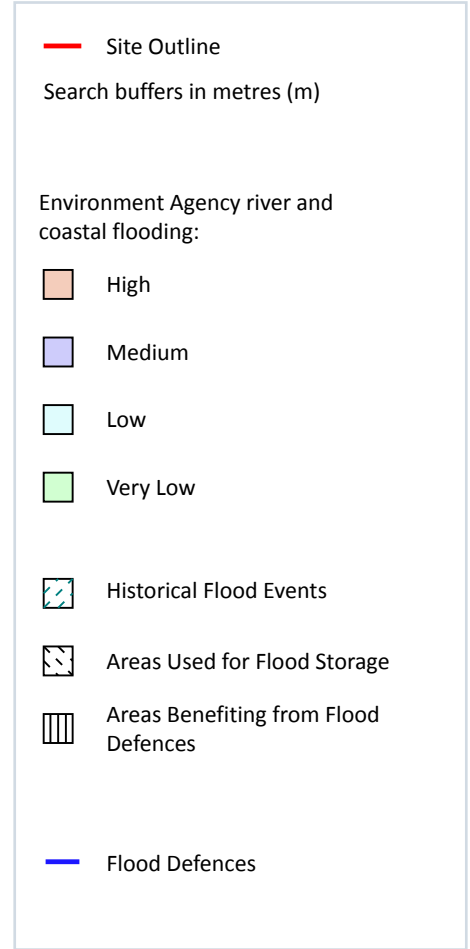 Site Outline
Search buffers in metres (m)
Environment Agency river and
coastal flooding:
High
Medium
Low
Very Low
Historical Flood Events
Areas Used for Flood Storage
Areas Benefiting from Flood
Defences
Flood Defences